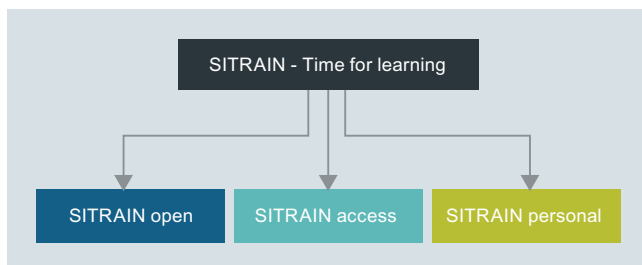 SITRAIN - Time for learning
SITRAIN open
SITRAIN access
SITRAIN personal